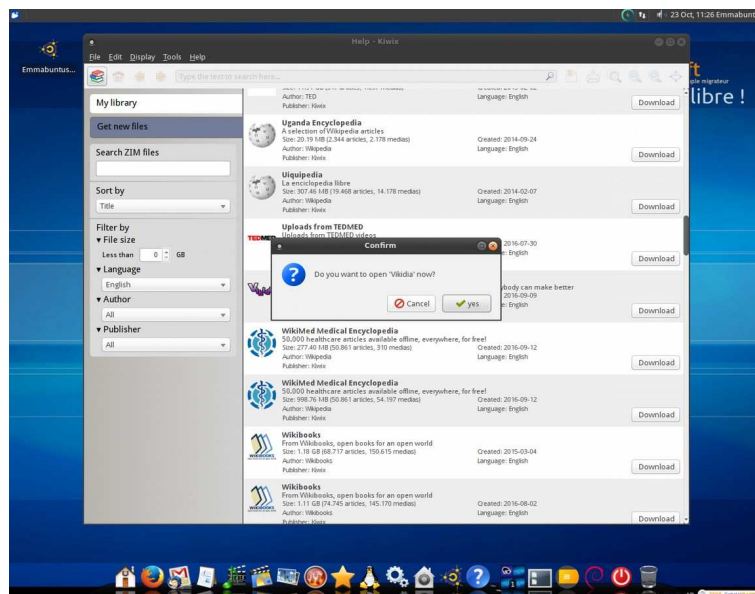 23 Oct, 11:26 Emmabunt
Emmabuntus...
Help - Kiwix
File Edit Display Tools Help
My library
Get new files
Search ZIM files
Sort by
Title
Filter by
File size
Less than 0 GB
Language
English
Author
All
Publisher
All
Author: TED
Language: English
Publisher: Kiwix
Download
Uganda Encyclopedia
A selection of Wikipedia articles
Size: 20.19 MB (2.344 articles, 2.178 medias)
Created: 2014-09-24
Author: Wikipedia
Language: English
Publisher: Kiwix
Download
Uiquipedia
La enciclopedia llibre
Size: 307.46 MB (19.468 articles, 14.178 medias)
Created: 2014-02-07
Author: Wikipedia
Language: English
Publisher: Kiwix
Download
Uploads from TEDMED
Uploads from TEDMED videos
TEDMED
2016-07-30
e: English
Download
Confirm
Do you want to open 'Vikidia' now?
Cancel
yes
ybody can make better
2016-09-09
e: English
Download
WikiMed Medical Encyclopedia
50.000 healthcare articles available offline, everywhere, for free!
Size: 277.40 MB (50.861 articles, 310 medias)
Created: 2016-09-12
Author: Wikipedia
Language: English
Publisher: Kiwix
Download
WikiMed Medical Encyclopedia
50.000 healthcare articles available offline, everywhere, for free!
Size: 998.76 MB (50.861 articles, 54.197 medias)
Created: 2016-09-12
Author: Wikipedia
Language: English
Publisher: Kiwix
Download
Wikibooks
From Wikibooks, open books for an open world
Size: 1.18 GB (68.717 articles, 150.615 medias)
Created: 2015-03-04
Author: Wikibooks
Language: English
Publisher: Kiwix
WIKIBOOKS
Download
Wikibooks
From Wikibooks, open books for an open world
Size: 1.11 GB (74.745 articles, 145.170 medias)
Created: 2016-08-02
Author: Wikibooks
Language: English
Publisher: Kiwix
WIKIBOOKS
Download
ft
ple migrateur
libre !